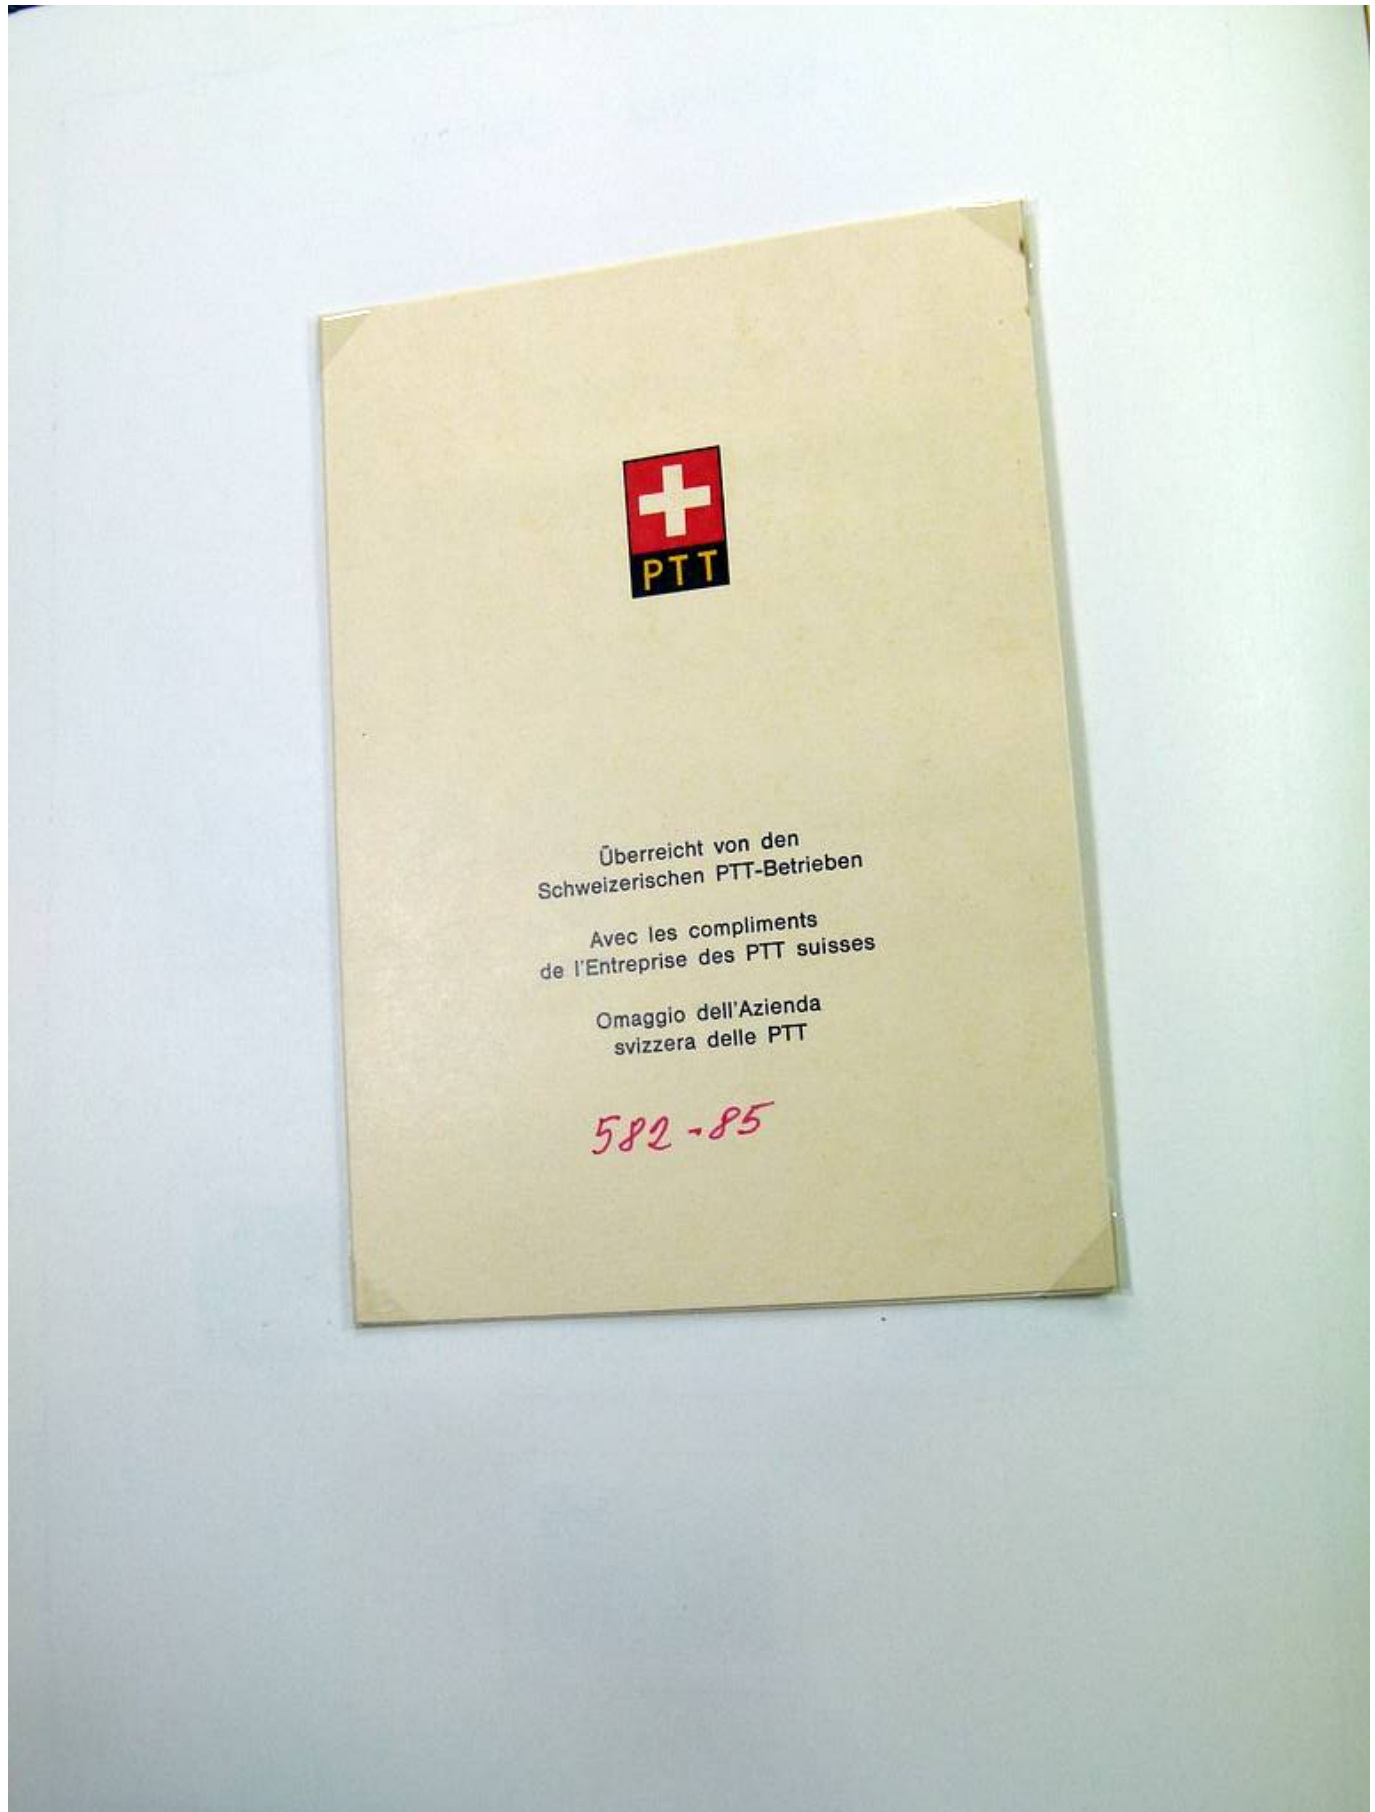 PTT
Überreicht von den
Schweizerischen PTT-Betrieben
Avec les compliments
de l'Entreprise des PTT suisses
Omaggio dell'Azienda
svizzera delle PTT
582-85